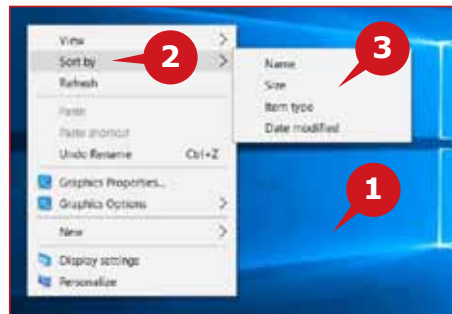 View
Sort by
Refresh
Paste
Paste shortcut
Undo Rename Ctrl+Z
Graphics Properties...
Graphics Options
New
Display settings
Personalize
2
Name
Size
Item type
Date modified
3
1